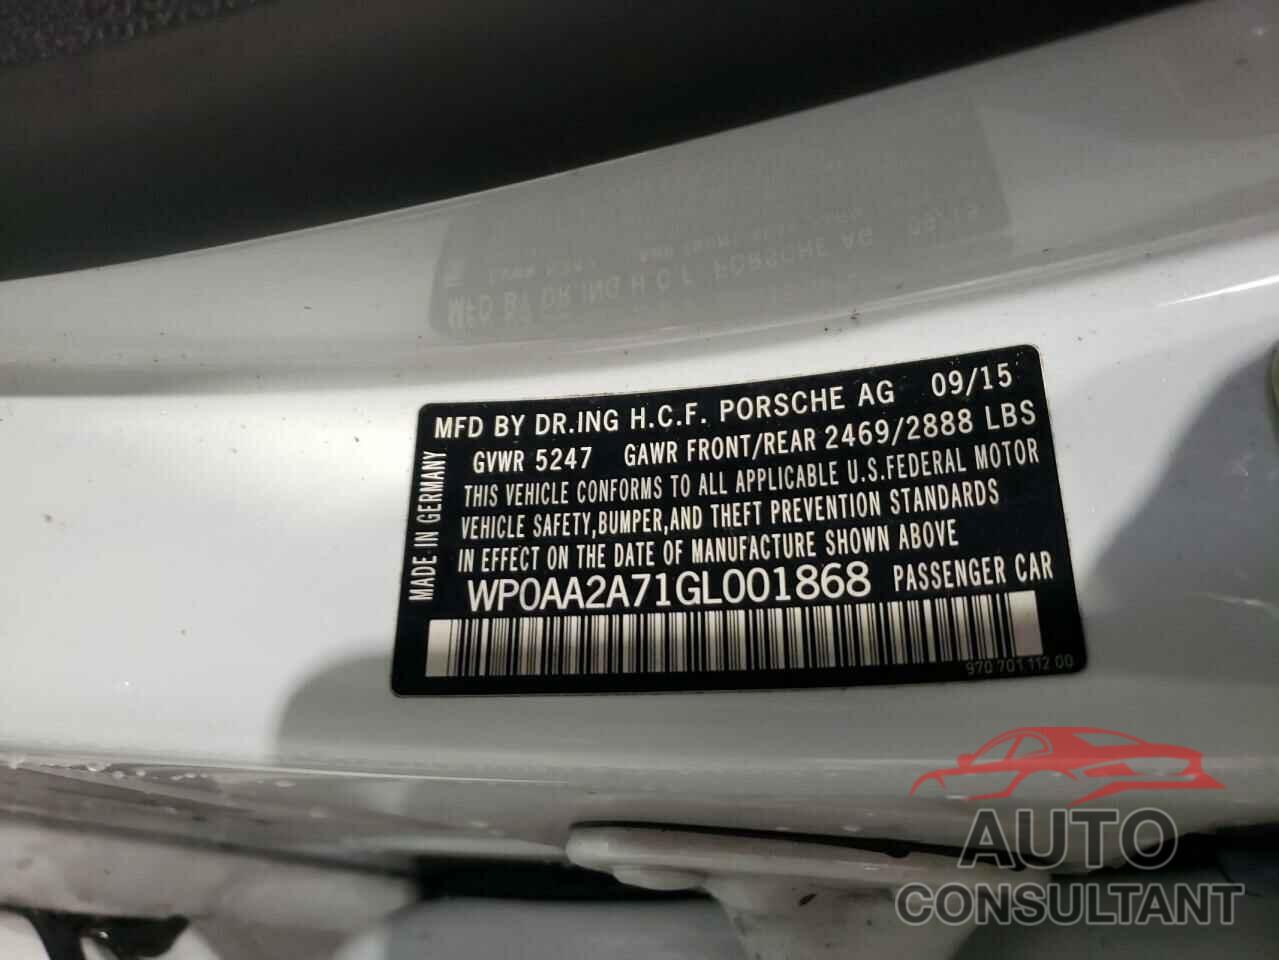 MFD BY DR.ING H.C.F. PORSCHE AG 09/15
GVWR 5247 GAWR FRONT/REAR 2469/2888 LBS
THIS VEHICLE CONFORMS TO ALL APPLICABLE U.S.FEDERAL MOTOR
VEHICLE SAFETY,BUMPER,AND THEFT PREVENTION STANDARDS
IN EFFECT ON THE DATE OF MANUFACTURE SHOWN ABOVE
WP0AA2A71GL001868 PASSENGER CAR
MADE IN GERMANY
970 701 112 00
AUTO
CONSULTANT